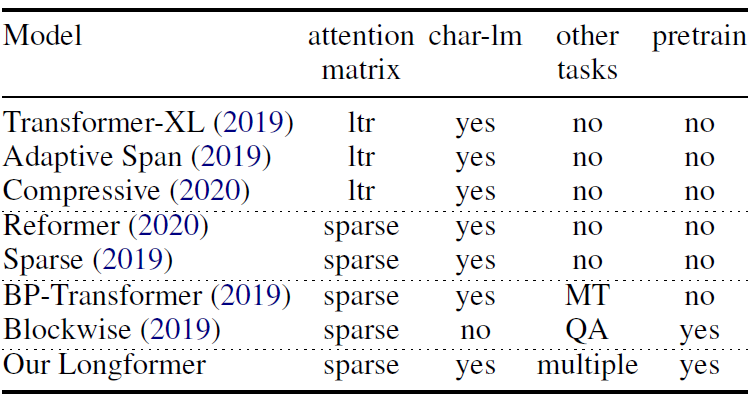 Model attention char-lm other pretrain
matrix tasks
Transformer-XL (2019) ltr yes no no
Adaptive Span (2019) ltr yes no no
Compressive (2020) ltr yes no no
Reformer (2020) sparse yes no no
Sparse (2019) sparse yes no no
BP-Transformer (2019) sparse yes MT no
Blockwise (2019) sparse no QA yes
Our Longformer sparse yes multiple yes